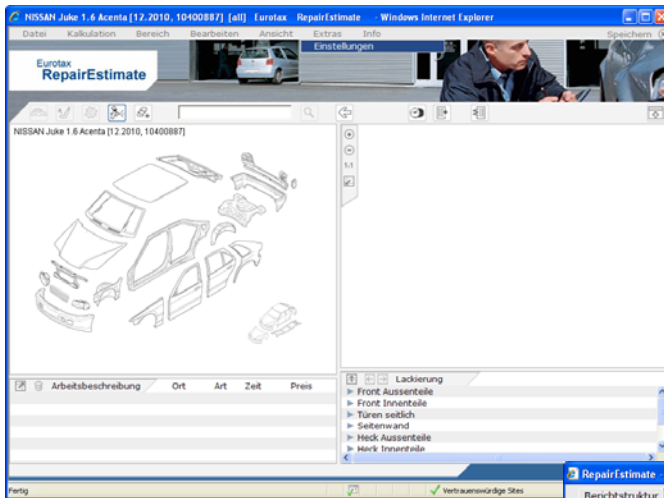 NISSAN Juke 1.6 Acenta [12.2010, 10400887] [all] Eurotax RepairEstimate - Windows Internet Explorer
Datei Kalkulation Bereich Bearbeiten Ansicht Extras Info Speichern
Einstellungen
Eurotax
RepairEstimate
NISSAN Juke 1.6 Acenta [12.2010, 10400887]
1:1
Arbeitsbeschreibung Ort Art Zeit Preis
Lackierung
Front Aussenteile
Front Innenteile
Türen seitlich
Seitenwand
Heck Aussenteile
Heck Innenteile
RepairEstimate -
Fertig Vertrauenswürdige Sites
Berichtstruktur